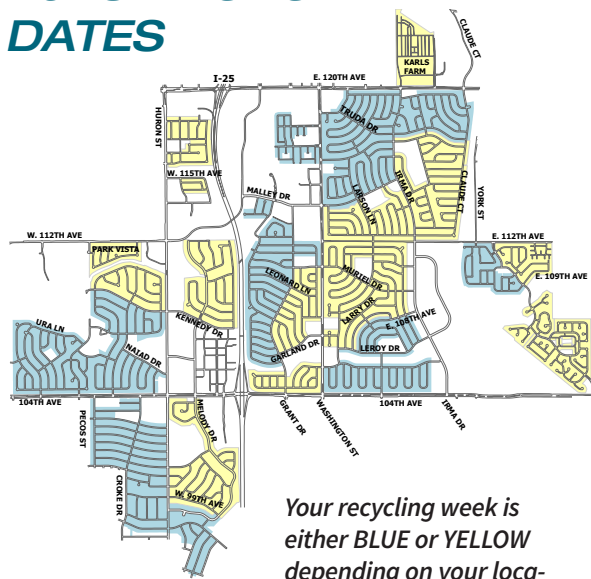 DATES
CLAUDE CT
KARLS
FARM
I-25
E. 120TH AVE
HURON ST
TRUDA DR
W. 115TH AVE
MALLEY DR
LARSON LN
IRMA DR
CLAUDE CT
YORK ST
W. 112TH AVE
E. 112TH AVE
PARK VISTA
LEONARD LN
MURIEL DR
E. 109TH AVE
URA LN
KENNEDY DR
LARRY DR
E. 108TH AVE
NAIAD DR
GARLAND DR
LEROY DR
104TH AVE
MELODY DR
GRANT DR
WASHINGTON ST
104TH AVE
IRMA DR
PECOS ST
CROKE DR
W. 99TH AVE
Your recycling week is
either BLUE or YELLOW
depending on your loca-